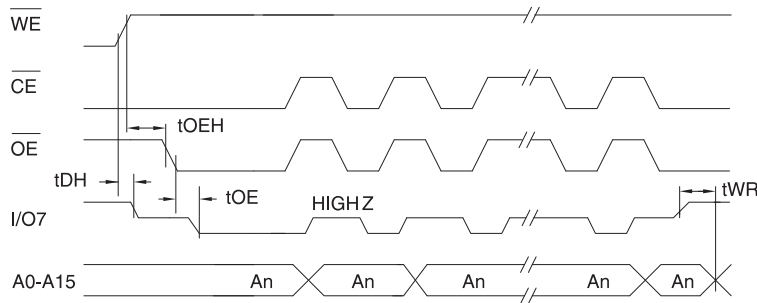 WE
CE
tOEH
OE
tDH
tOE
HIGH Z
tWR
I/O7
A0-A15
An An An An An